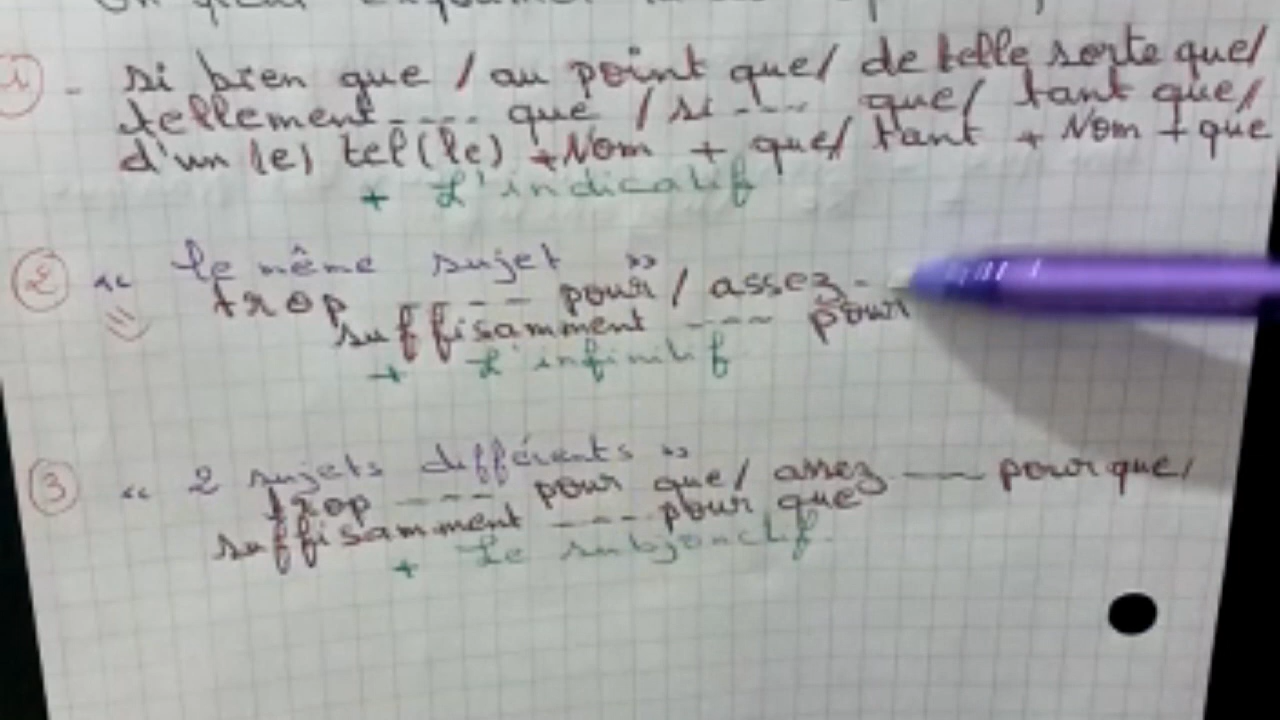 1 - si bien que / au point que / de telle sorte que /
tellement ---- que / si ---- que / tant que /
d'un (e) tel (le) + Nom + que / tant + Nom + que
+ L'indicatif
2 " le même sujet "
trop ---- pour / assez -
suffisamment ---- pour
+ L'infinitif
3 " 2 sujets différents "
trop ---- pour que / assez ---- pour que /
suffisamment ---- pour que
+ Le subjonctif.